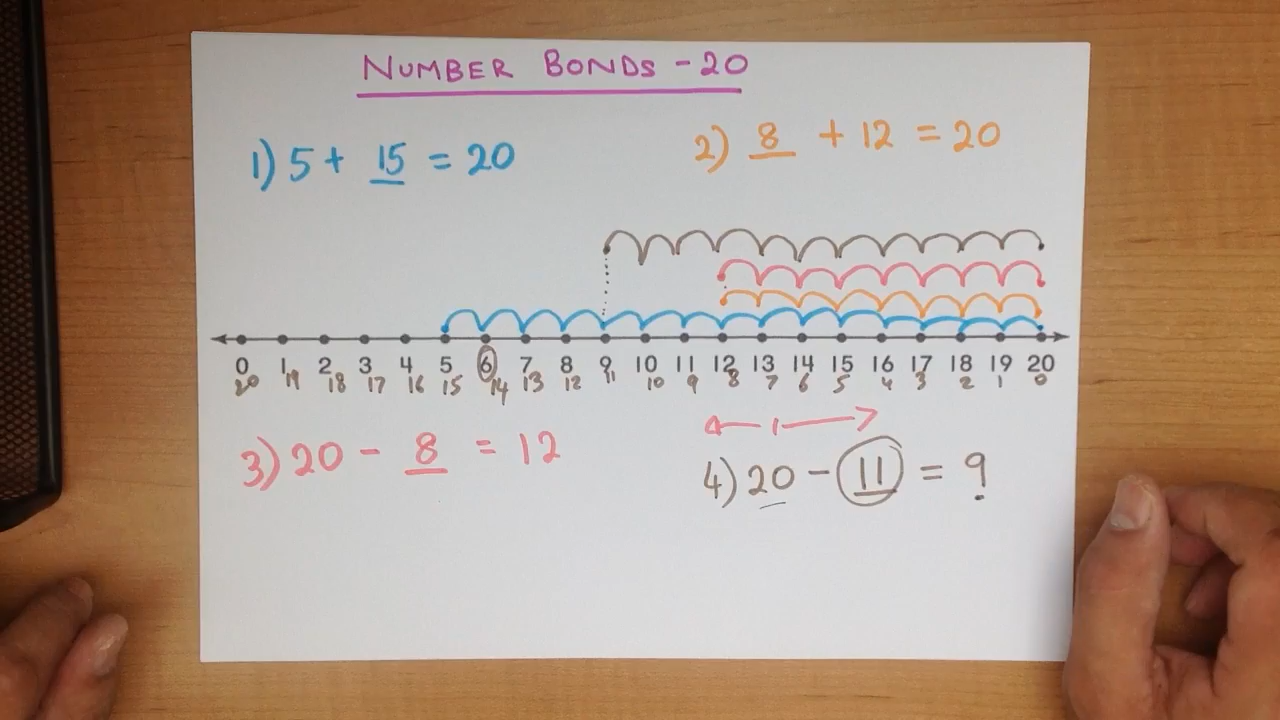 NUMBER BONDS - 20
1) 5 + 15 = 20
2) 8 + 12 = 20
0 1 2 3 4 5 6 7 8 9 10 11 12 13 14 15 16 17 18 19 20
20 19 18 17 16 15 14 13 12 11 10 9 8 7 6 5 4 3 2 1 0
3) 20 - 8 = 12
4) 20 - 11 = 9